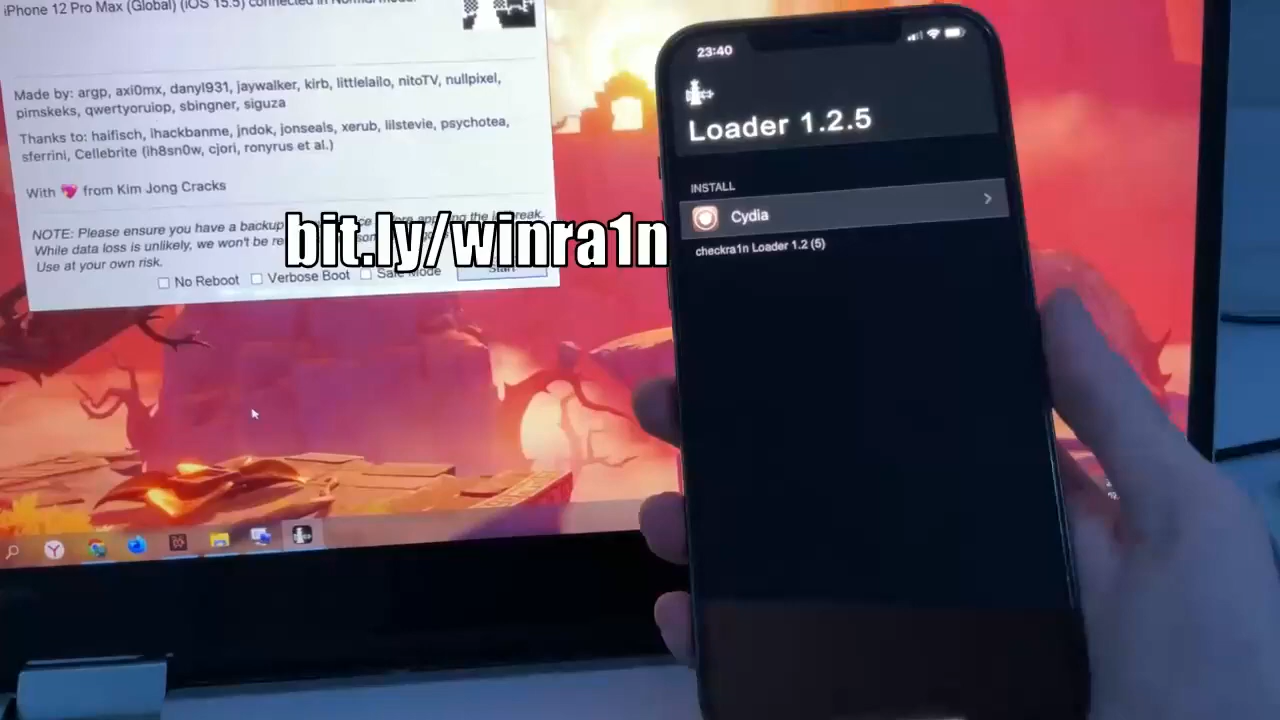 iPhone 12 Pro Max (Global) (iOS 15.5) connected in Normal mode.
Made by: argp, axi0mx, danyl931, jaywalker, kirb, littlelailo, nitoTV, nullpixel,
pimskeks, qwertyoruiop, sbingner, siguza
Thanks to: haifisch, ihackbanme, jndok, jonseals, xerub, lilstevie, psychotea,
sferrini, Cellebrite (ih8sn0w, cjori, ronyrus et al.)
With 💖 from Kim Jong Cracks
NOTE: Please ensure you have a backup
While data loss is unlikely, we won't be
Use at your own risk.
No Reboot
Verbose Boot
Safe Mode
Start
bit.ly/winra1n
23:40
Loader 1.2.5
INSTALL
Cydia
checkra1n Loader 1.2 (5)